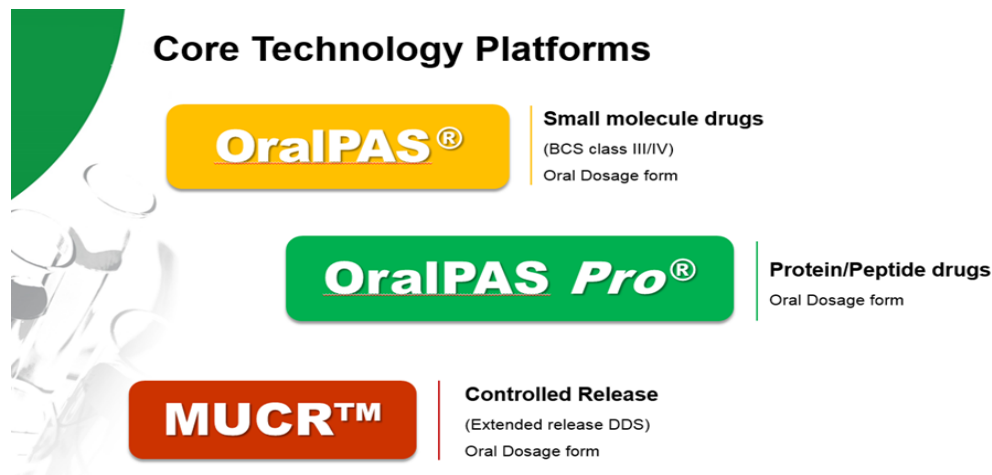 Core Technology Platforms
OralPAS®
Small molecule drugs
(BCS class III/IV)
Oral Dosage form
OralPAS Pro®
Protein/Peptide drugs
Oral Dosage form
MUCR™
Controlled Release
(Extended release DDS)
Oral Dosage form